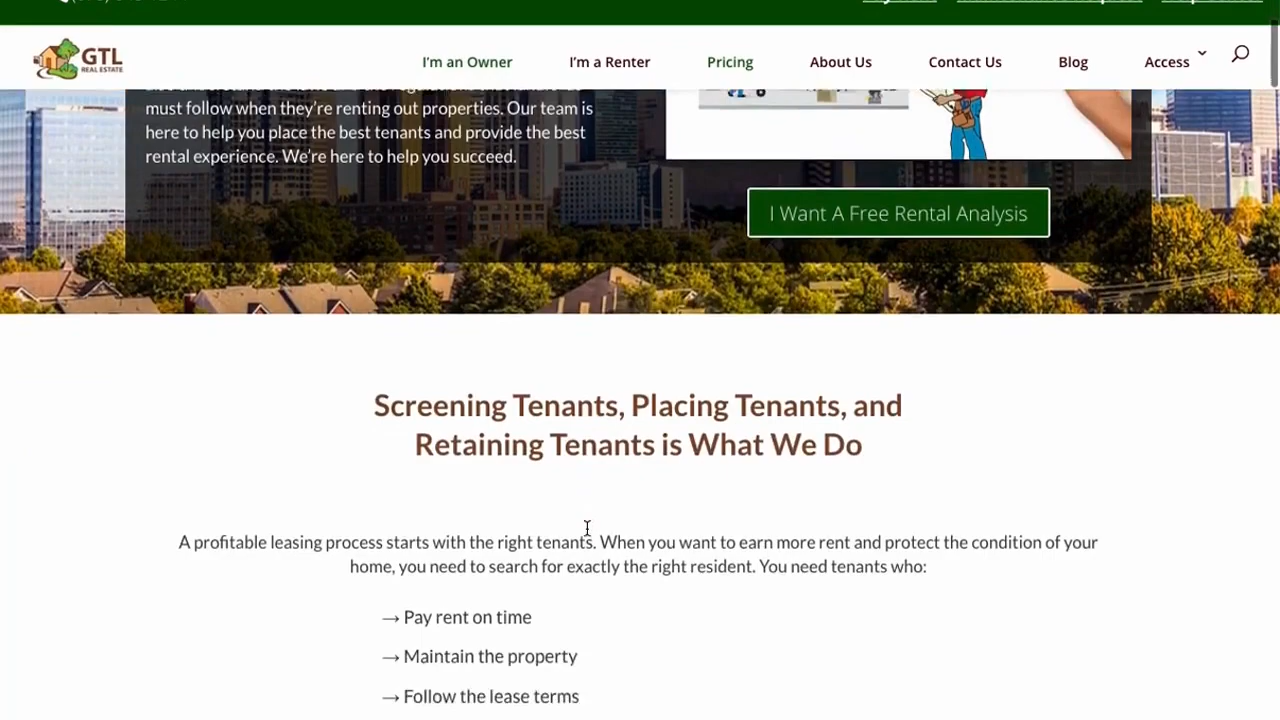 GTL
REAL ESTATE
I'm an Owner
I'm a Renter
Pricing
About Us
Contact Us
Blog
Access
must follow when they're renting out properties. Our team is
here to help you place the best tenants and provide the best
rental experience. We're here to help you succeed.
I Want A Free Rental Analysis
Screening Tenants, Placing Tenants, and
Retaining Tenants is What We Do
A profitable leasing process starts with the right tenants. When you want to earn more rent and protect the condition of your
home, you need to search for exactly the right resident. You need tenants who:
→ Pay rent on time
→ Maintain the property
→ Follow the lease terms